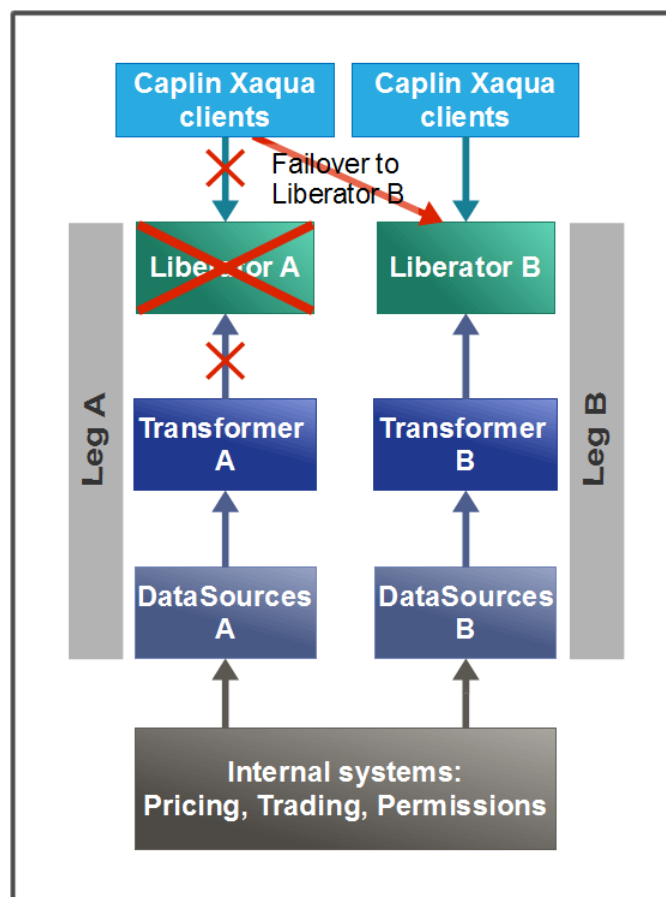 Caplin Xaqua
clients
Caplin Xaqua
clients
Failover to
Liberator B
Liberator A
Liberator B
Leg A
Leg B
Transformer
A
Transformer
B
DataSources
A
DataSources
B
Internal systems:
Pricing, Trading, Permissions